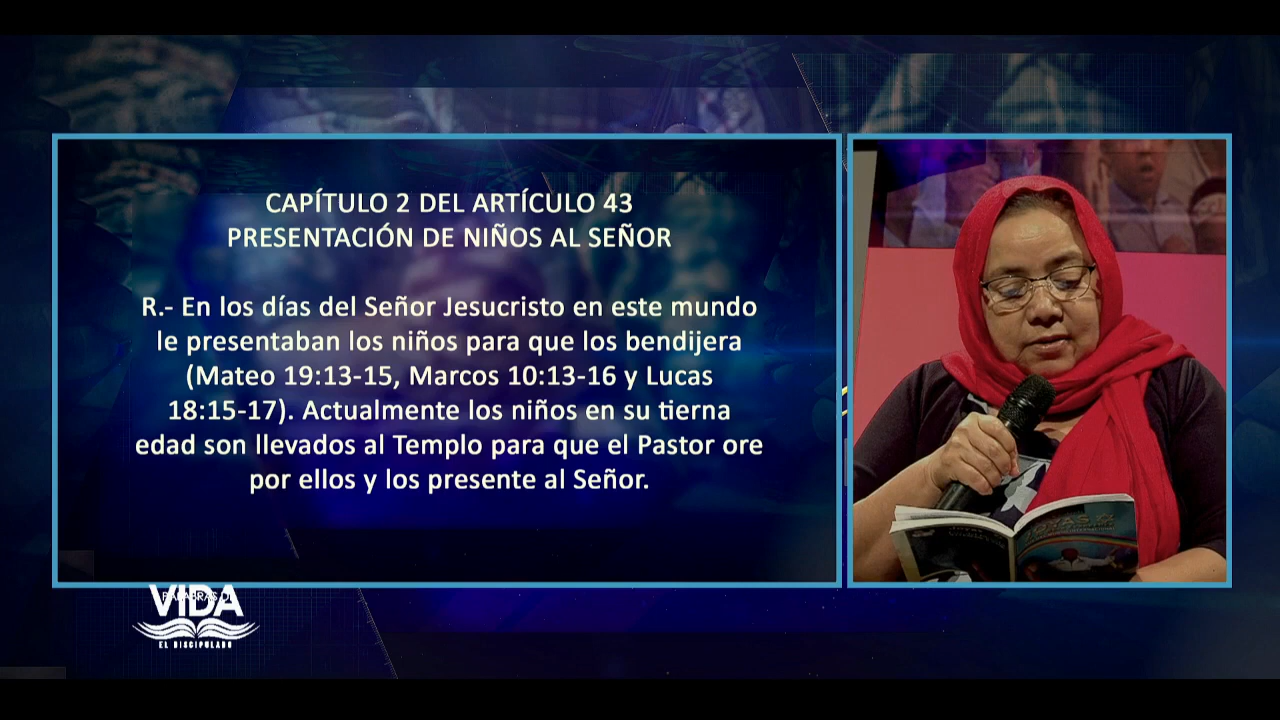 CAPÍTULO 2 DEL ARTÍCULO 43
PRESENTACIÓN DE NIÑOS AL SEÑOR
R.- En los días del Señor Jesucristo en este mundo
le presentaban los niños para que los bendijera
(Mateo 19:13-15, Marcos 10:13-16 y Lucas
18:15-17). Actualmente los niños en su tierna
edad son llevados al Templo para que el Pastor ore
por ellos y los presente al Señor.
JOYAS
PALABRAS DE
VIDA
EL DISCIPULADO